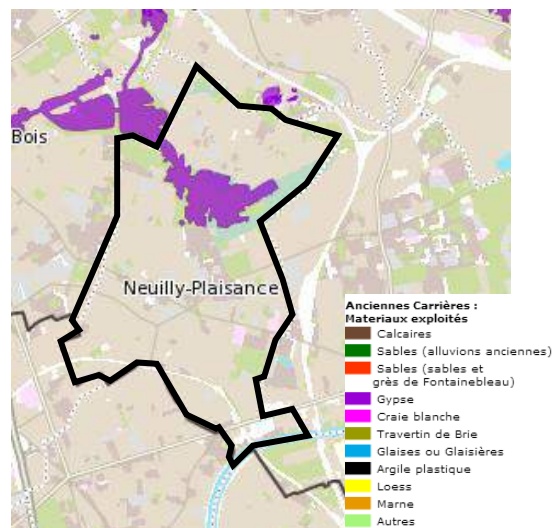 Bois
Neuilly-Plaisance
Anciennes Carrières :
Materiaux exploités
Calcaires
Sables (alluvions anciennes)
Sables (sables et
grès de Fontainebleau)
Gypse
Craie blanche
Travertin de Brie
Glaises ou Glaisières
Argile plastique
Loess
Marne
Autres